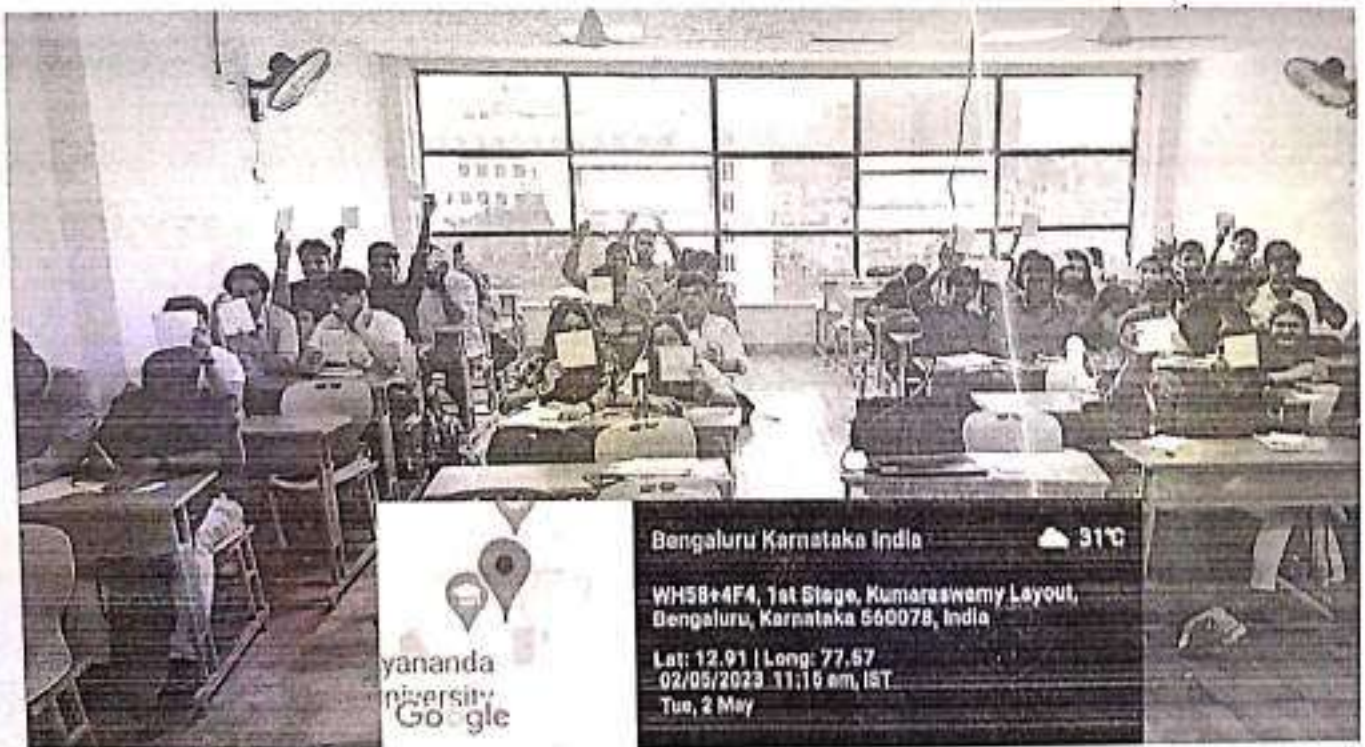 Bengaluru Karnataka India
31°C
WH58+4F4, 1st Stage, Kumaraswamy Layout,
Bengaluru, Karnataka 560078, India
Lat: 12.91 | Long: 77.57
02/05/2023 11:15 am, IST
Tue, 2 May
yananda
niversity
Google